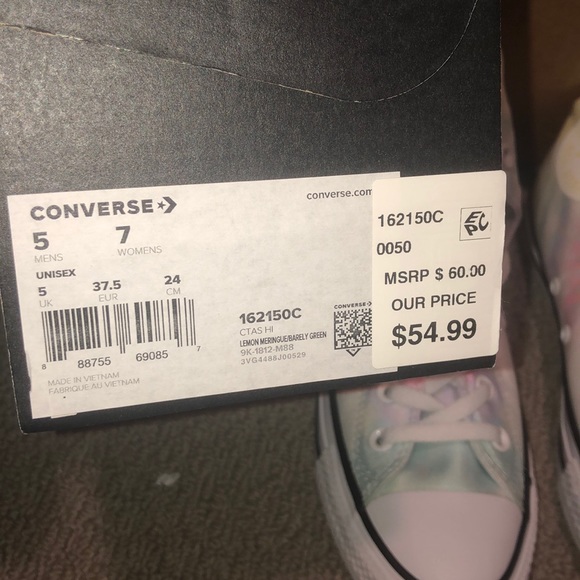 CONVERSE
converse.com
5 7
MENS WOMENS
UNISEX
5 37.5 24
UK EUR CM
8 88755 69085 7
MADE IN VIETNAM
FABRIQUÉ AU VIETNAM
162150C
CTAS HI
LEMON MERINGUE/BARELY GREEN
9K-1812-M88
3VG4488J00529
CONVERSE
162150C
EPC
0050
MSRP $ 60.00
OUR PRICE
$54.99